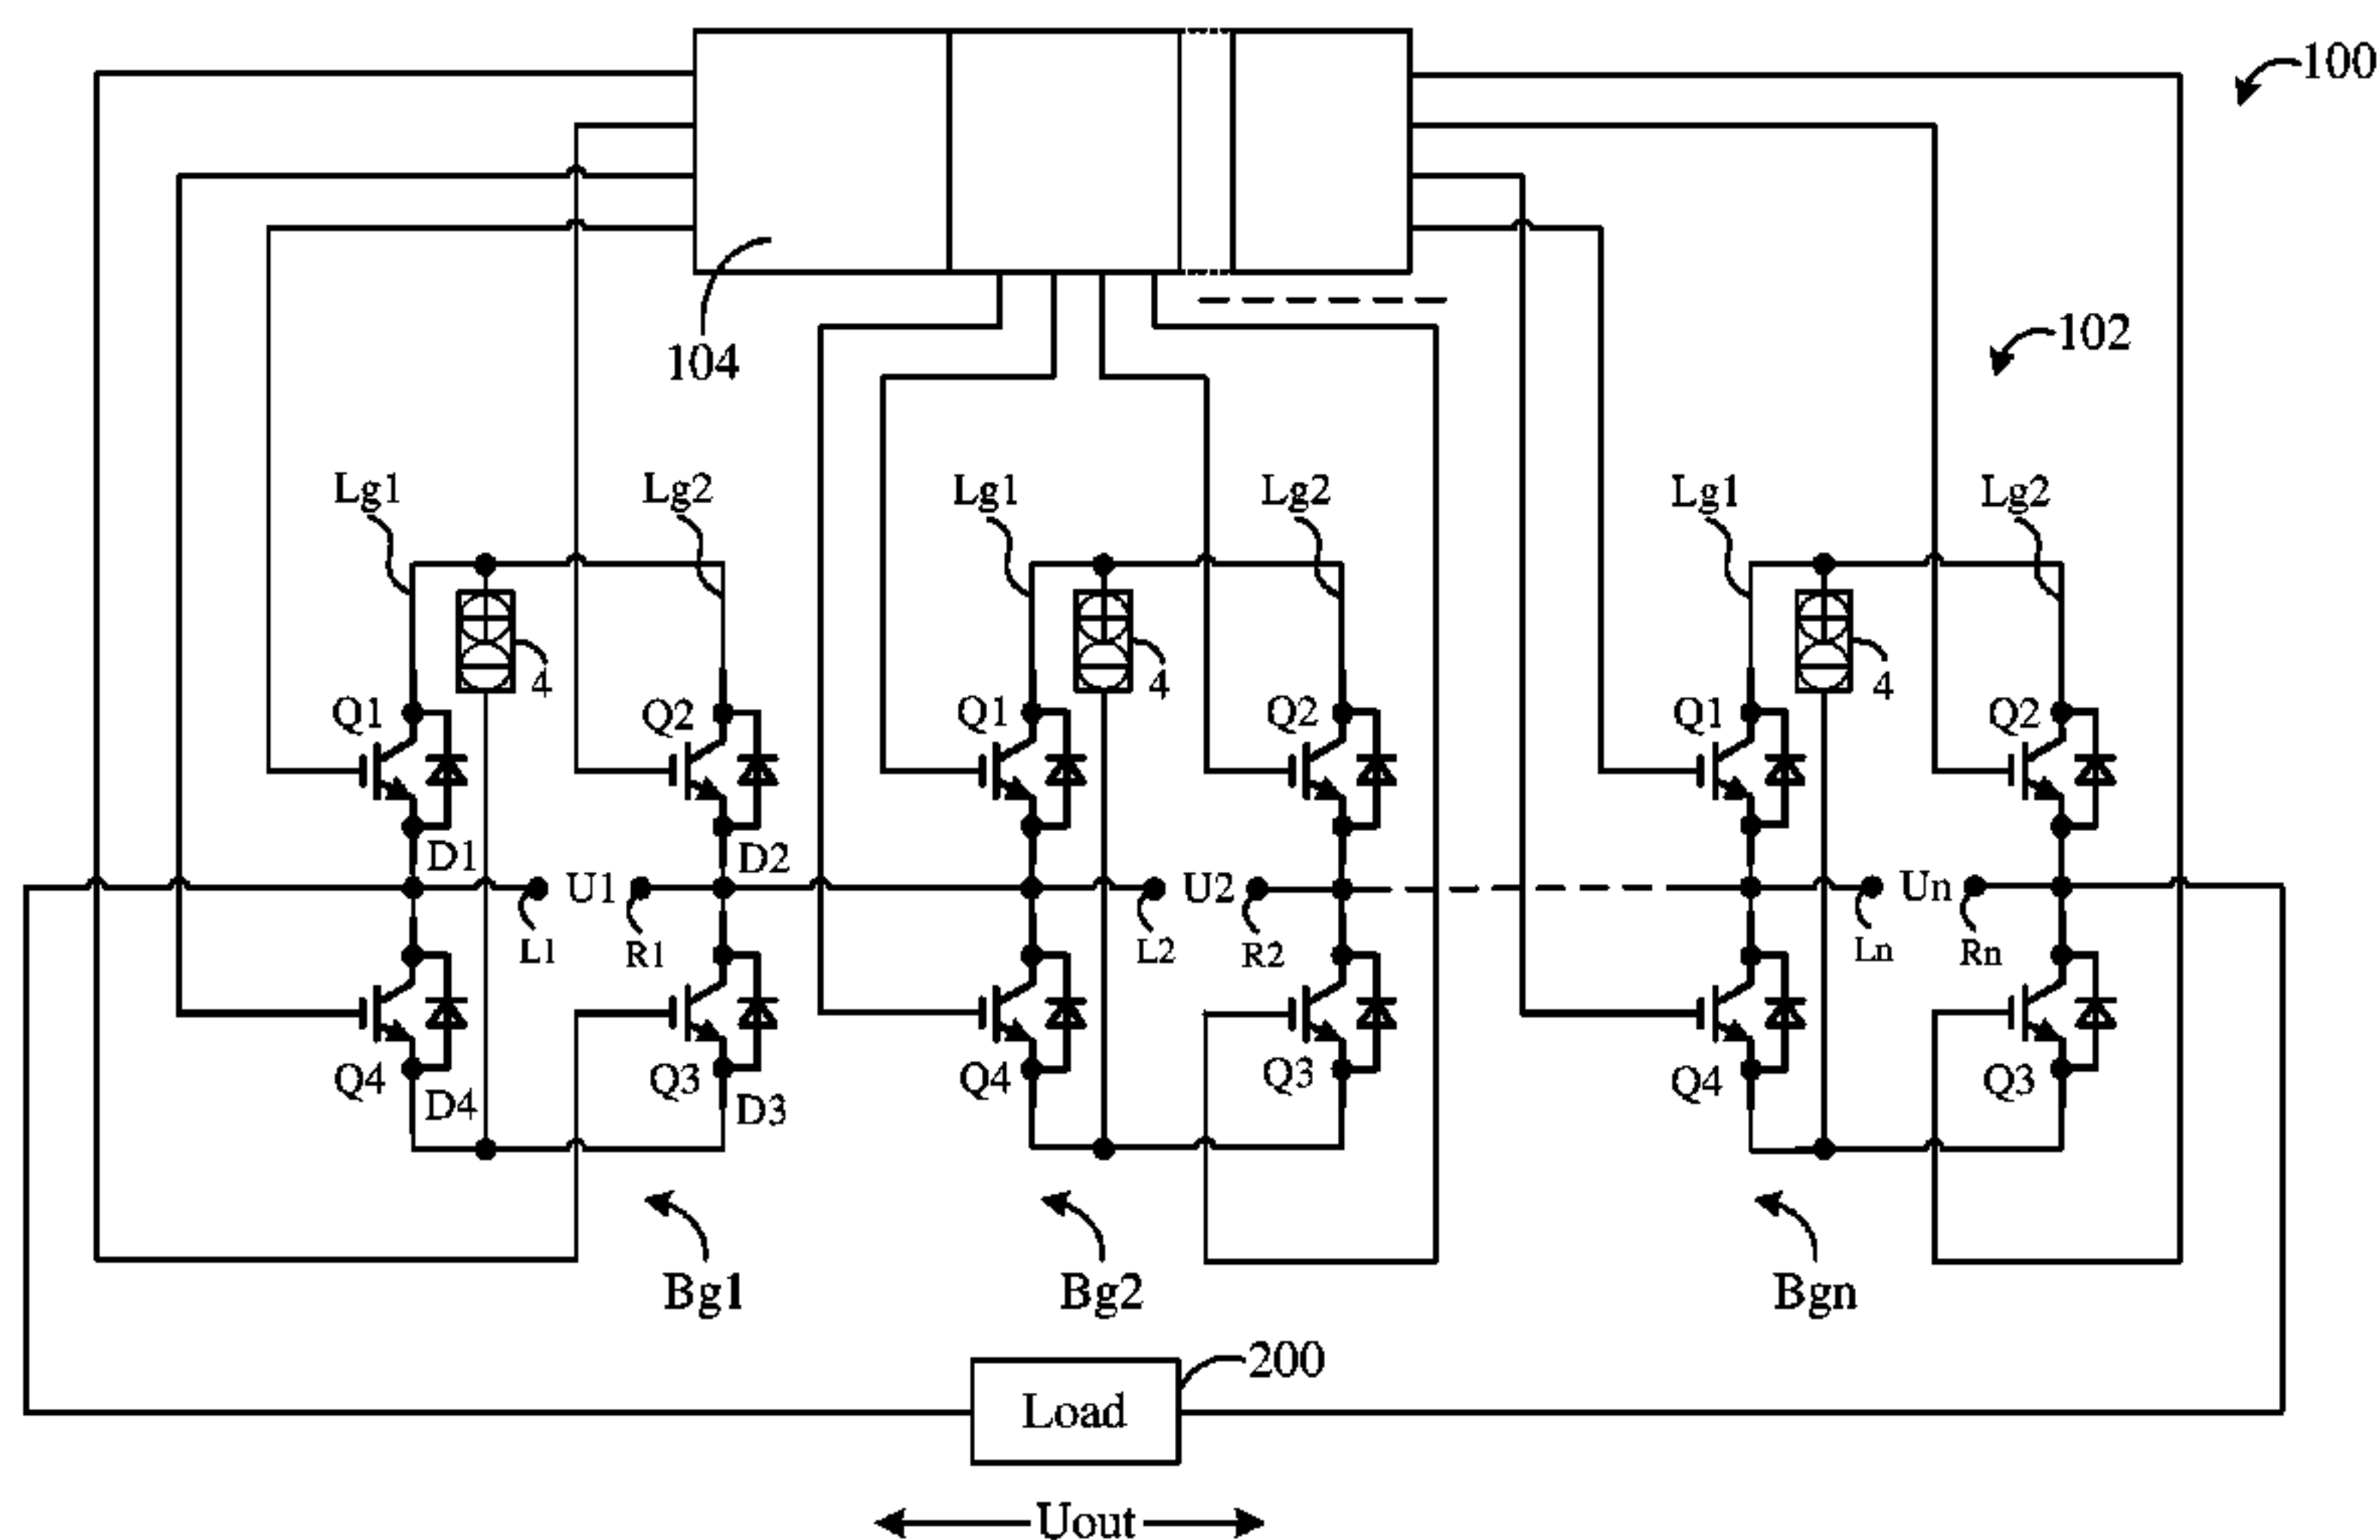 100
104
102
Lg1 Lg2 Lg1 Lg2 Lg1 Lg2
4 4 4
Q1 Q2 Q1 Q2 Q1 Q2
D1 D2
U1 U2 Un
L1 R1 L2 R2 Ln Rn
Q4 Q3 Q4 Q3 Q4 Q3
D4 D3
Bg1 Bg2 Bgn
200
Load
Uout